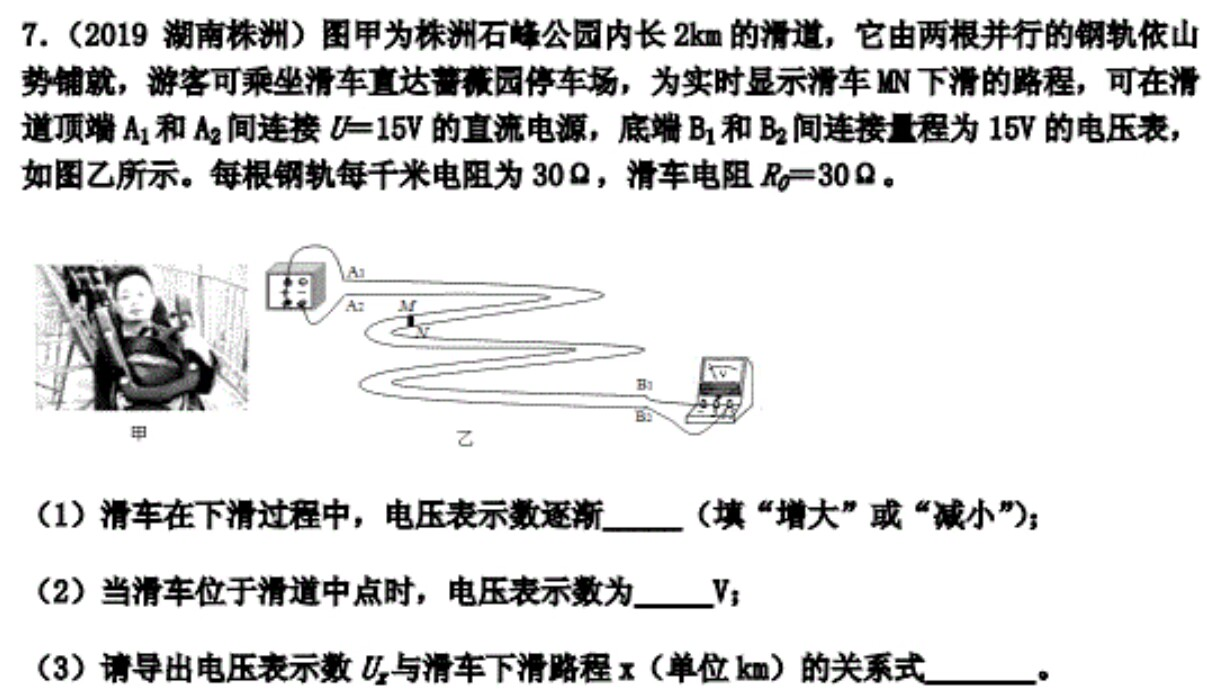 7.（2019 湖南株洲）图甲为株洲石峰公园内长 2km 的滑道，它由两根并行的钢轨依山
势铺就，游客可乘坐滑车直达蔷薇园停车场，为实时显示滑车 MN 下滑的路程，可在滑
道顶端 A₁和 A₂间连接 U=15V 的直流电源，底端 B₁和 B₂间连接量程为 15V 的电压表，
如图乙所示。每根钢轨每千米电阻为 30Ω，滑车电阻 R₀=30Ω。
A₁
A₂
M
N
B₁
B₂
V
甲
乙
（1）滑车在下滑过程中，电压表示数逐渐_____（填“增大”或“减小”）；
（2）当滑车位于滑道中点时，电压表示数为_____V；
（3）请导出电压表示数 Uₓ与滑车下滑路程 x（单位 km）的关系式_______。